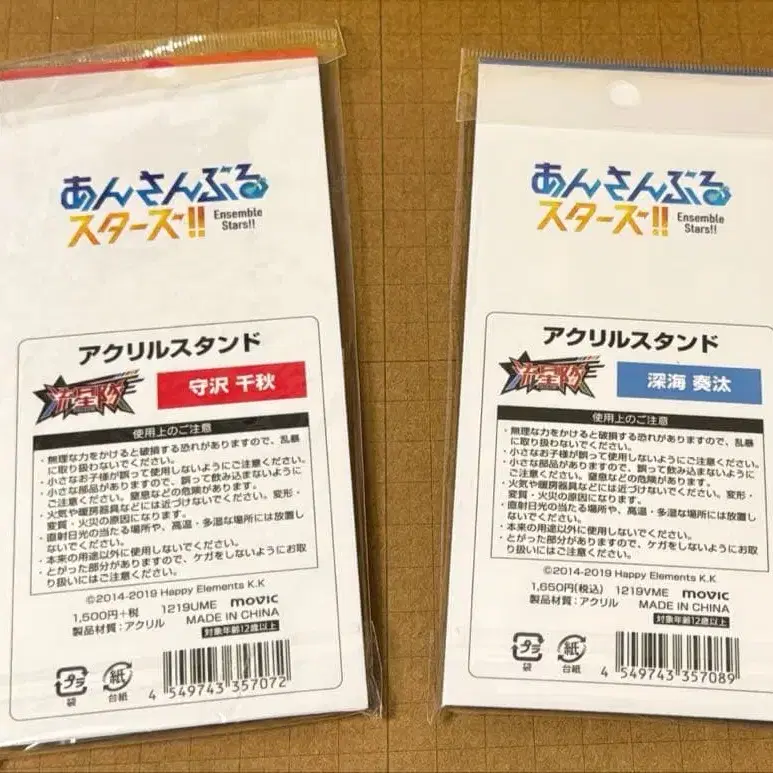 あんさんぶる
スターズ!!
Ensemble
Stars!!
アクリルスタンド
流星隊
守沢 千秋
使用上のご注意
・無理な力をかけると破損する恐れがありますので、乱暴
に取り扱わないでください。
・小さなお子様が誤って使用しないようにご注意ください。
・小さな部品がありますので、誤って飲み込まないように
ご注意ください。窒息などの危険があります。
・火気や暖房器具などには近づけないでください。変形・
変質・火災の原因になります。
・直射日光の当たる場所や、高温・多湿な場所には放置し
ないでください。
・本来の用途以外に使用しないでください。
・とがった部分がありますので、ケガをしないようにお取
り扱いにはご注意ください。
©2014-2019 Happy Elements K.K
1,500円+税 1219UME movic
製品材質:アクリル MADE IN CHINA
対象年齢12歳以上
プラ
袋
紙
台紙
4 549743 357072
あんさんぶる
スターズ!!
Ensemble
Stars!!
アクリルスタンド
流星隊
深海 奏汰
使用上のご注意
・無理な力をかけると破損する恐れがありますので、乱暴
に取り扱わないでください。
・小さなお子様が誤って使用しないようにご注意ください。
・小さな部品がありますので、誤って飲み込まないように
ご注意ください。窒息などの危険があります。
・火気や暖房器具などには近づけないでください。変形・
変質・火災の原因になります。
・直射日光の当たる場所や、高温・多湿な場所には放置し
ないでください。
・本来の用途以外に使用しないでください。
・とがった部分がありますので、ケガをしないようにお取
り扱いにはご注意ください。
©2014-2019 Happy Elements K.K
1,650円(税込) 1219VME movic
製品材質:アクリル MADE IN CHINA
対象年齢12歳以上
プラ
袋
紙
台紙
4 549743 357089